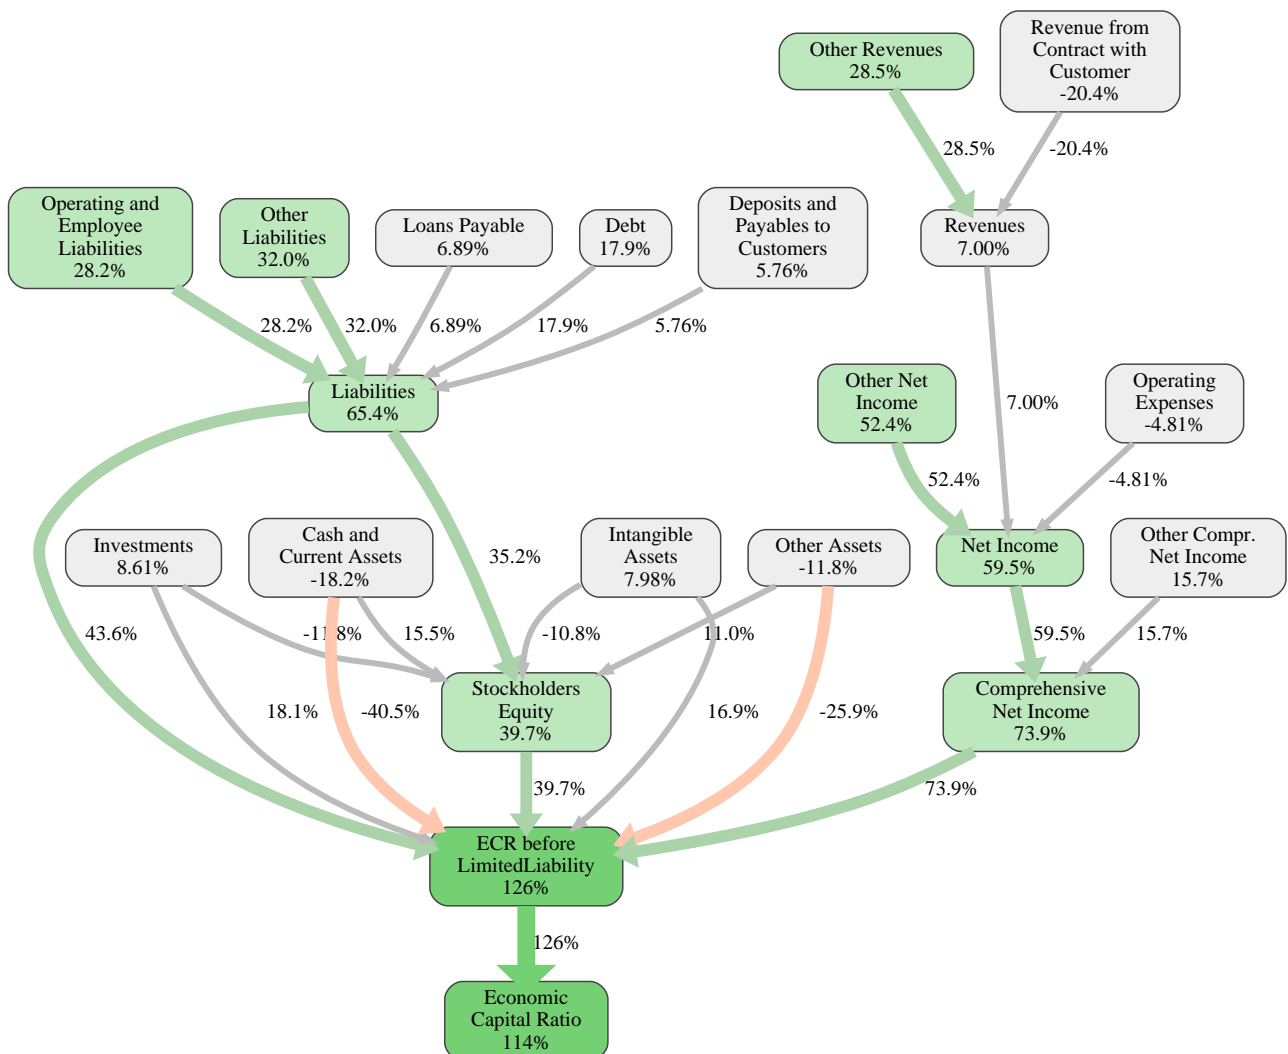 Other Revenues
28.5%
Revenue from
Contract with
Customer
-20.4%
28.5%
-20.4%
Operating and
Employee
Liabilities
28.2%
Other
Liabilities
32.0%
Loans Payable
6.89%
Debt
17.9%
Deposits and
Payables to
Customers
5.76%
Revenues
7.00%
28.2%
32.0%
6.89%
17.9%
5.76%
Liabilities
65.4%
Other Net
Income
52.4%
7.00%
Operating
Expenses
-4.81%
52.4%
-4.81%
Investments
8.61%
Cash and
Current Assets
-18.2%
35.2%
Intangible
Assets
7.98%
Other Assets
-11.8%
Net Income
59.5%
Other Compr.
Net Income
15.7%
43.6%
-11.8%
15.5%
-10.8%
11.0%
59.5%
15.7%
18.1%
-40.5%
Stockholders
Equity
39.7%
16.9%
-25.9%
Comprehensive
Net Income
73.9%
39.7%
73.9%
ECR before
LimitedLiability
126%
126%
Economic
Capital Ratio
114%